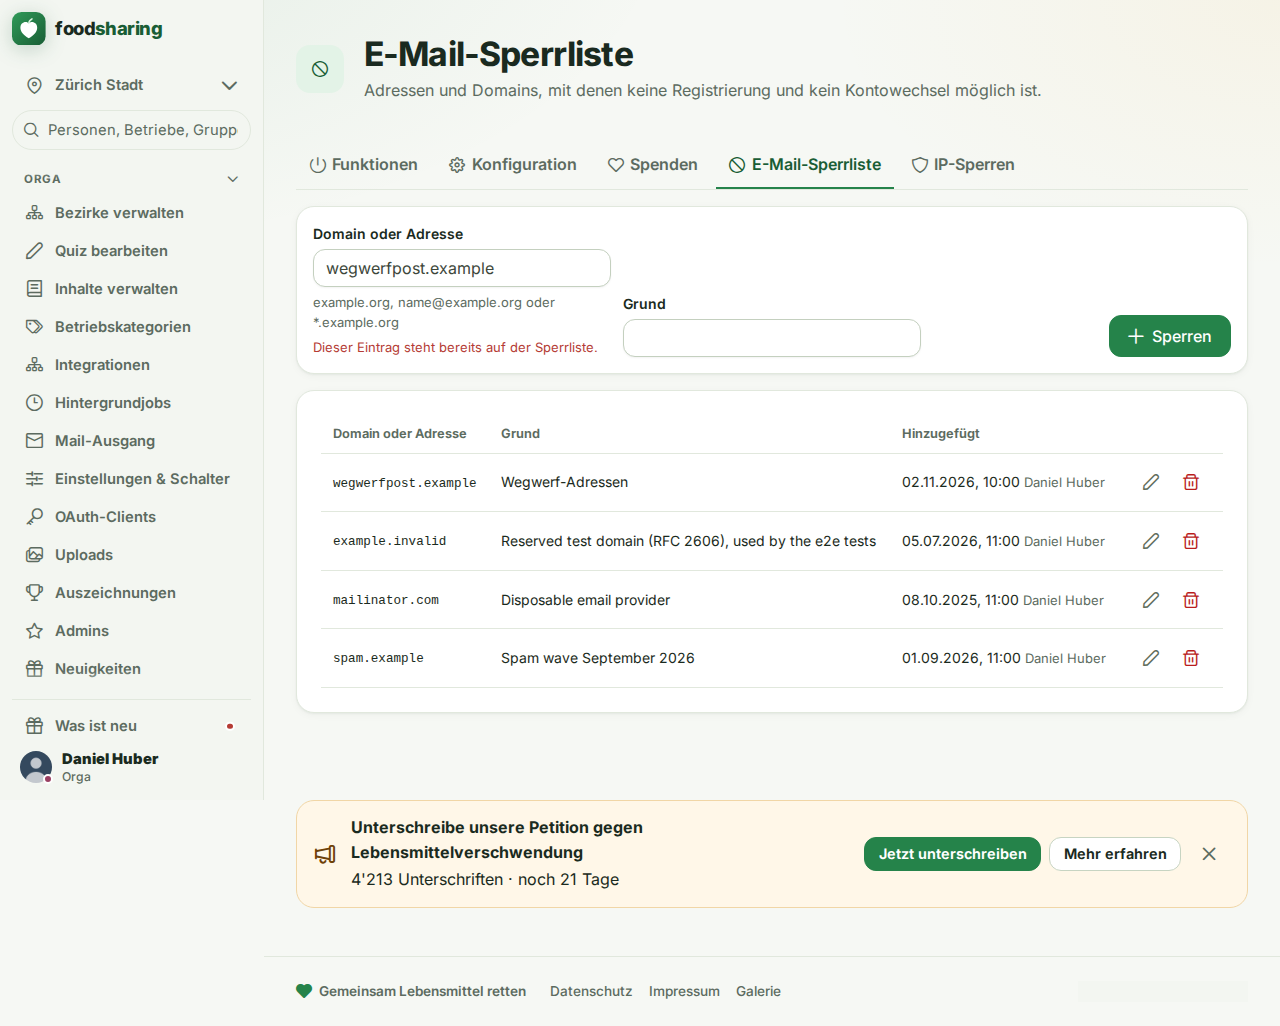 foodsharing
Zürich Stadt
Personen, Betriebe, Grupp
ORGA
Bezirke verwalten
Quiz bearbeiten
Inhalte verwalten
Betriebskategorien
Integrationen
Hintergrundjobs
Mail-Ausgang
Einstellungen & Schalter
OAuth-Clients
Uploads
Auszeichnungen
Admins
Neuigkeiten
Was ist neu
Daniel Huber
Orga
E-Mail-Sperrliste
Adressen und Domains, mit denen keine Registrierung und kein Kontowechsel möglich ist.
Funktionen Konfiguration Spenden E-Mail-Sperrliste IP-Sperren
Domain oder Adresse
wegwerfpost.example
example.org, name@example.org oder
*.example.org
Dieser Eintrag steht bereits auf der Sperrliste.
Grund
Sperren
Domain oder Adresse Grund Hinzugefügt
wegwerfpost.example Wegwerf-Adressen 02.11.2026, 10:00 Daniel Huber
example.invalid Reserved test domain (RFC 2606), used by the e2e tests 05.07.2026, 11:00 Daniel Huber
mailinator.com Disposable email provider 08.10.2025, 11:00 Daniel Huber
spam.example Spam wave September 2026 01.09.2026, 11:00 Daniel Huber
Unterschreibe unsere Petition gegen
Lebensmittelverschwendung
4'213 Unterschriften · noch 21 Tage
Jetzt unterschreiben Mehr erfahren
Gemeinsam Lebensmittel retten Datenschutz Impressum Galerie